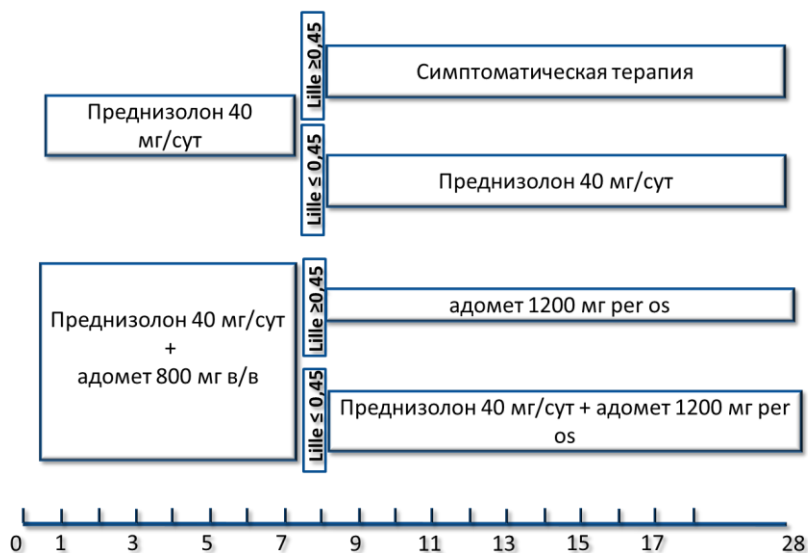 Lille ≥0,45
Симптоматическая терапия
Преднизолон 40
мг/сут
Lille ≤ 0,45
Преднизолон 40 мг/сут
Преднизолон 40 мг/сут
+
адомет 800 мг в/в
Lille ≥0,45
адомет 1200 мг per os
Lille ≤ 0,45
Преднизолон 40 мг/сут + адомет 1200 мг per
os
0 1 3 5 7 9 11 13 15 17 28